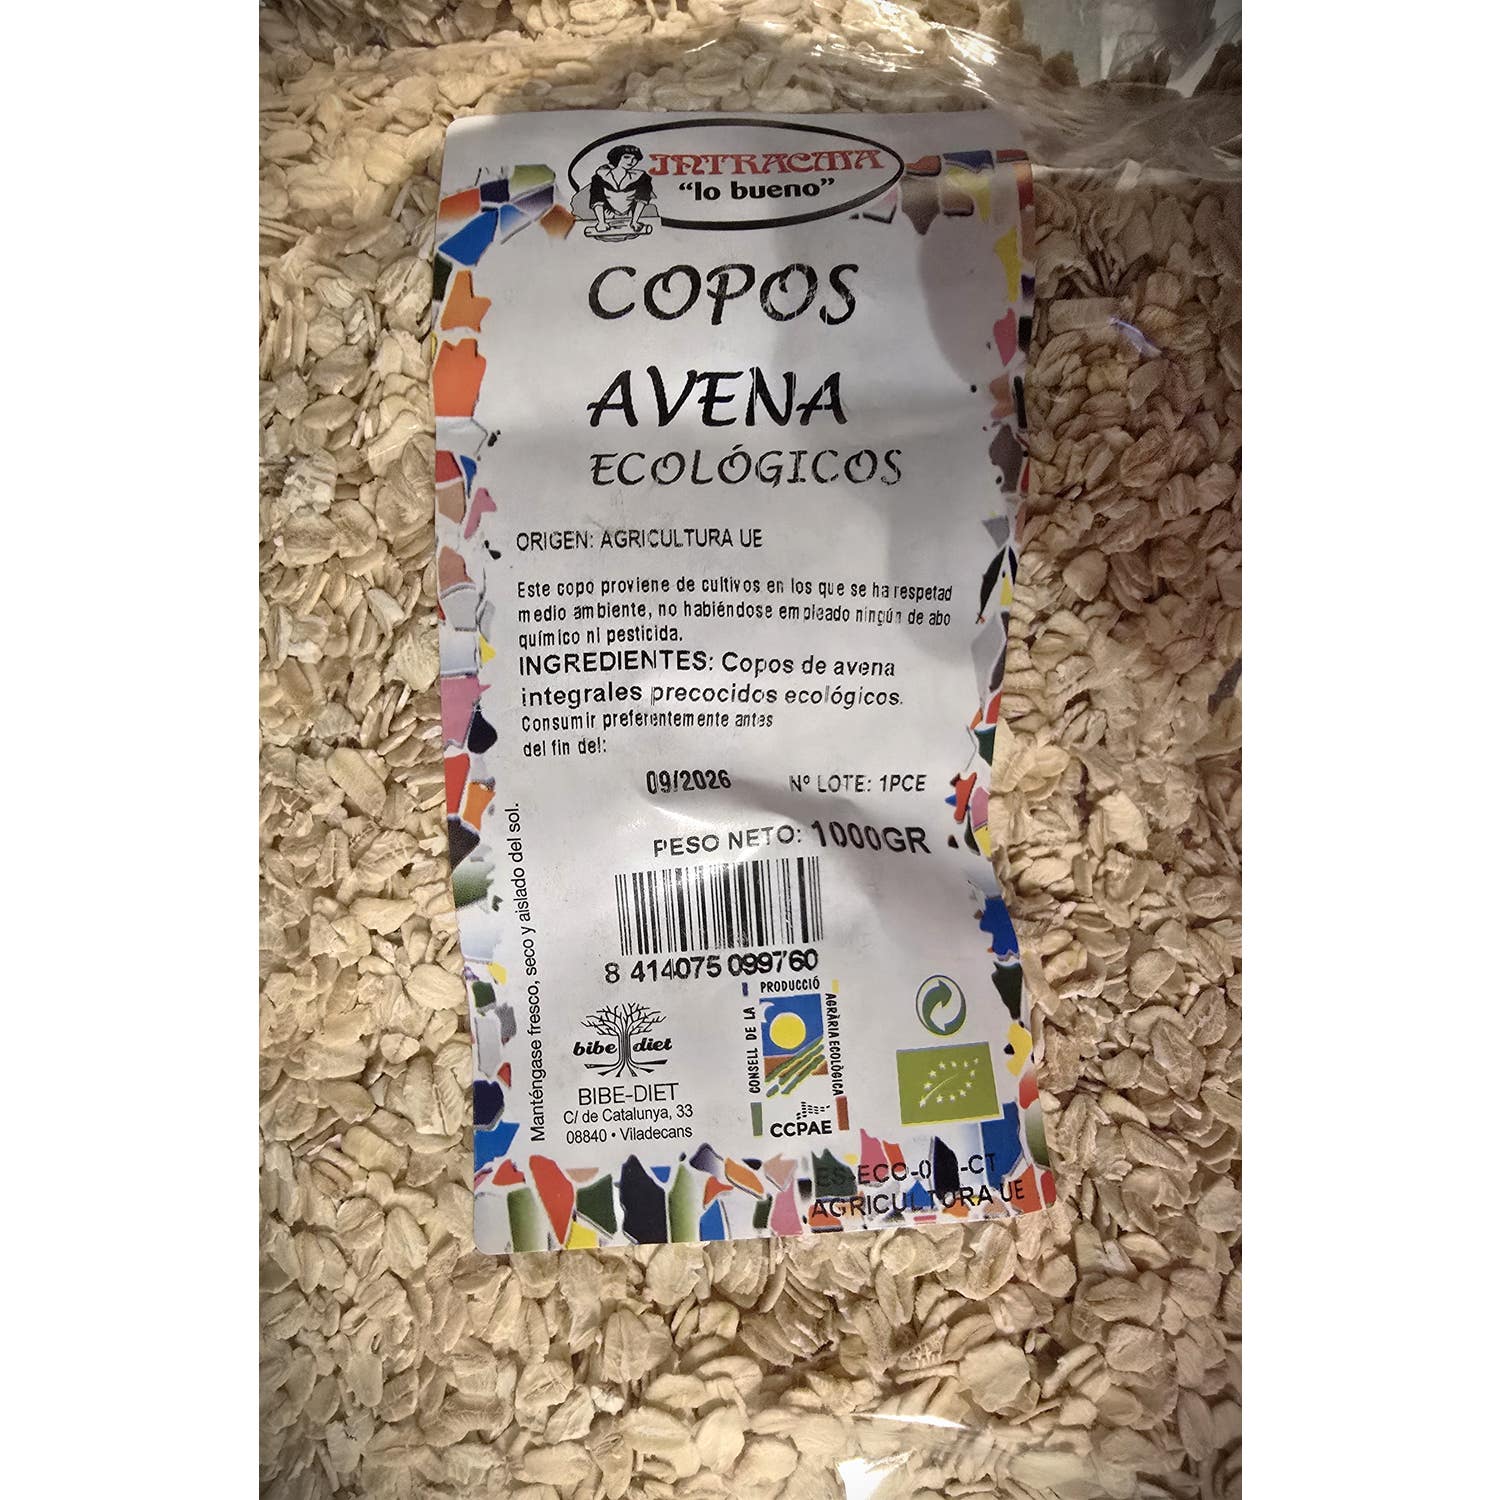 INTRACMA
"lo bueno"
COPOS
AVENA
ECOLÓGICOS
ORIGEN: AGRICULTURA UE
Este copo proviene de cultivos en los que se ha respetad
medio ambiente, no habiéndose empleado ningún de abo
químico ni pesticida.
INGREDIENTES: Copos de avena
integrales precocidos ecológicos.
Consumir preferentemente antes
del fin del:
09/2026 Nº LOTE: 1PCE
PESO NETO: 1000GR
8 414075 099760
Manténgase fresco, seco y aislado del sol.
bibe diet
BIBE-DIET
C/ de Catalunya, 33
08840 • Viladecans
CONSELL DE LA
PRODUCCIÓ
AGRÀRIA ECOLÒGICA
CCPAE
AGRICULTURA UE